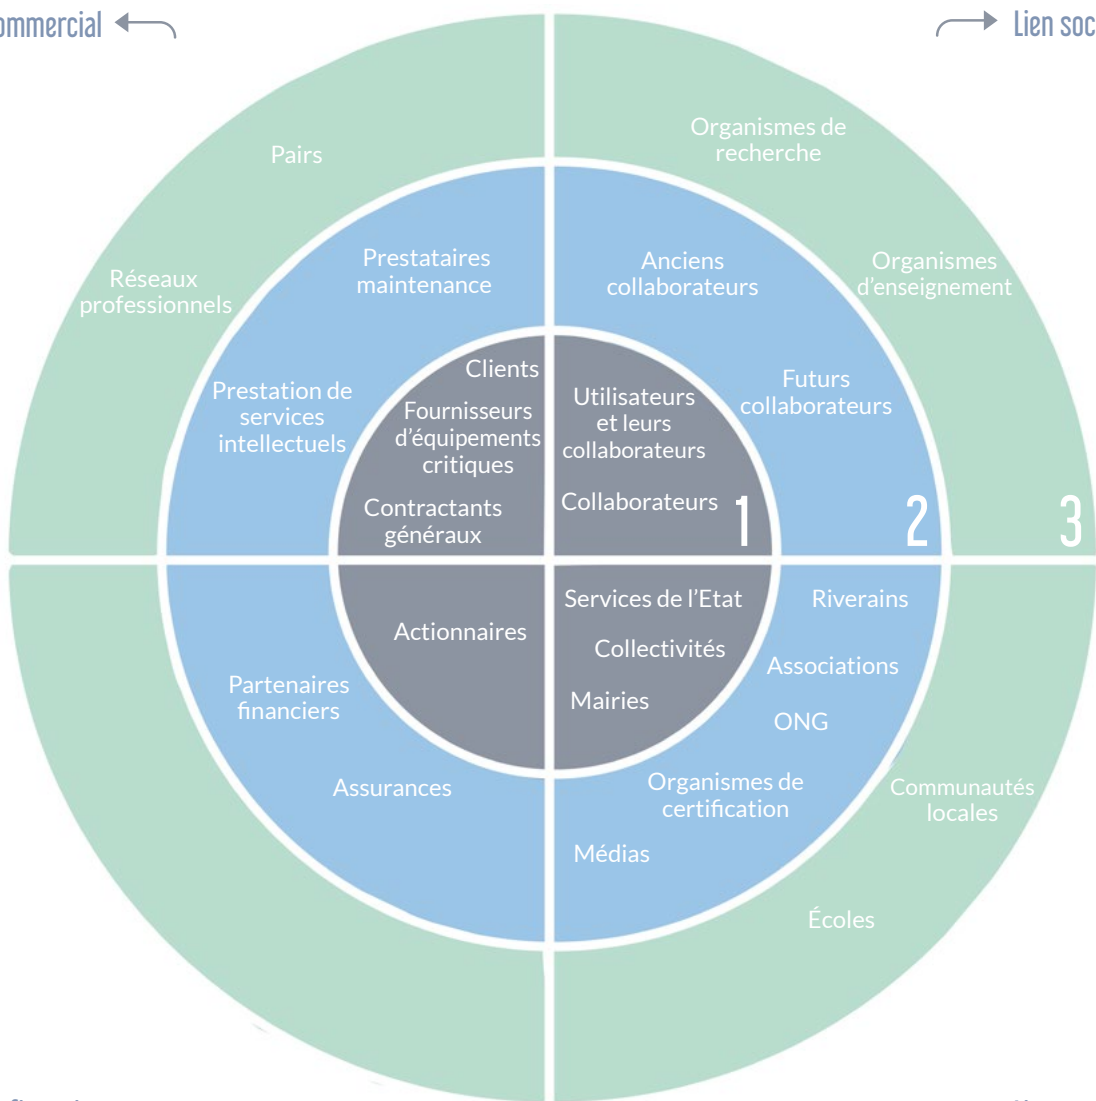 ommercial
Lien soc
Pairs
Réseaux
professionnels
Organismes de
recherche
Organismes
d’enseignement
Prestataires
maintenance
Prestation de
services
intellectuels
Anciens
collaborateurs
Futurs
collaborateurs
Clients
Fournisseurs
d’équipements
critiques
Contractants
généraux
Utilisateurs
et leurs
collaborateurs
Collaborateurs
1
2
3
Actionnaires
Partenaires
financiers
Assurances
Services de l’Etat
Collectivités
Mairies
Riverains
Associations
ONG
Organismes de
certification
Médias
Communautés
locales
Écoles